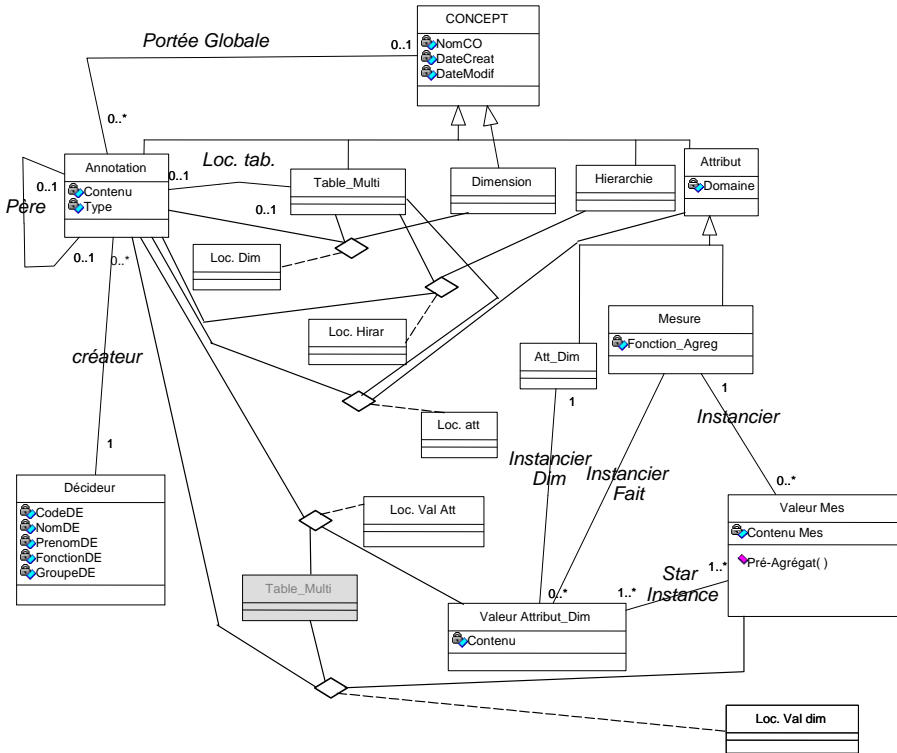 CONCEPT
NomCO
DateCreat
DateModif
Portée Globale
0..1
0..*
Annotation
Contenu
Type
0..1
Père
0..1
0..*
0..1
Loc. tab.
0..1
Table_Multi
Dimension
Hierarchie
Attribut
Domaine
Loc. Dim
Loc. Hirar
Mesure
Fonction_Agreg
Att_Dim
créateur
1
1
1
Instancier
Loc. att
Instancier
Dim
Instancier
Fait
0..*
Décideur
CodeDE
NomDE
PrenomDE
FonctionDE
GroupeDE
Loc. Val Att
Valeur Mes
Contenu Mes
Pré-Agrégat( )
1..*
Star
Instance
Table_Multi
0..*
1..*
Valeur Attribut_Dim
Contenu
Loc. Val dim